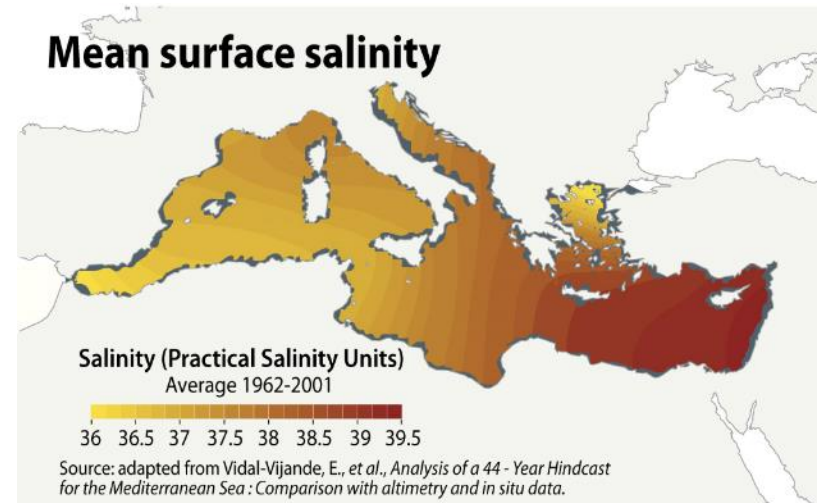 Mean surface salinity
Salinity (Practical Salinity Units)
Average 1962-2001
36 36.5 37 37.5 38 38.5 39 39.5
Source: adapted from Vidal-Vijande, E., et al., Analysis of a 44 - Year Hindcast
for the Mediterranean Sea : Comparison with altimetry and in situ data.